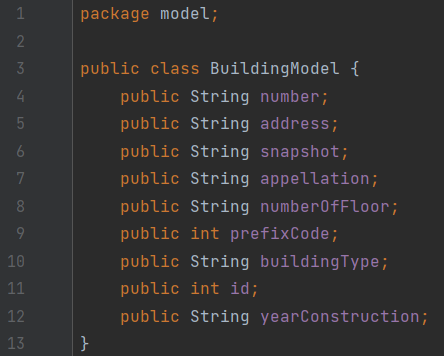 1 package model;
2
3 public class BuildingModel {
4 public String number;
5 public String address;
6 public String snapshot;
7 public String appellation;
8 public String numberOfFloor;
9 public int prefixCode;
10 public String buildingType;
11 public int id;
12 public String yearConstruction;
13 }